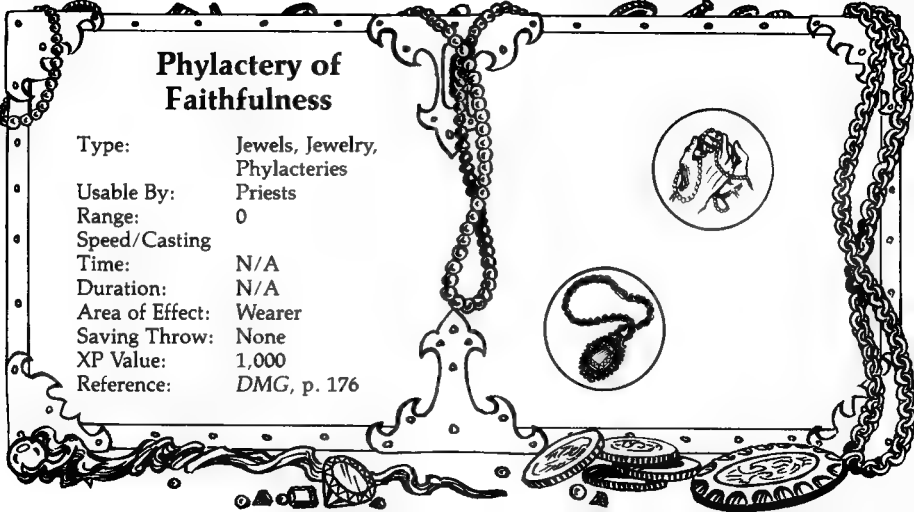 Phylactery of
Faithfulness
Type: Jewels, Jewelry,
Phylacteries
Usable By: Priests
Range: 0
Speed/Casting
Time: N/A
Duration: N/A
Area of Effect: Wearer
Saving Throw: None
XP Value: 1,000
Reference: DMG, p. 176